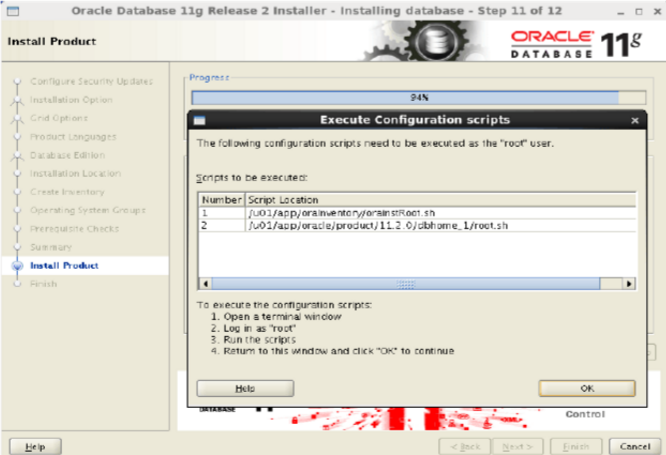 Oracle Database 11g Release 2 Installer - Installing database - Step 11 of 12
Install Product
ORACLE
DATABASE 11g
Configure Security Updates
Installation Option
Grid Options
Product Languages
Database Edition
Installation Location
Create Inventory
Operating System Groups
Prerequisite Checks
Summary
Install Product
Finish
Progress
94%
Execute Configuration scripts
The following configuration scripts need to be executed as the "root" user.
Scripts to be executed:
Number Script Location
1 /u01/app/oraInventory/orainstRoot.sh
2 /u01/app/oracle/product/11.2.0/dbhome_1/root.sh
To execute the configuration scripts:
1. Open a terminal window
2. Log in as "root"
3. Run the scripts
4. Return to this window and click "OK" to continue
Help OK
DATABASE
Control
Help < Back Next > Finish Cancel